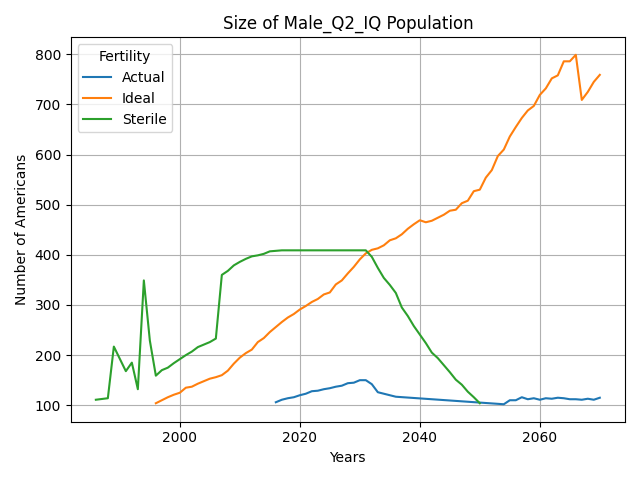 Size of Male_Q2_IQ Population
Fertility
Actual
Ideal
Sterile
Number of Americans
800
700
600
500
400
300
200
100
2000
2020
2040
2060
Years